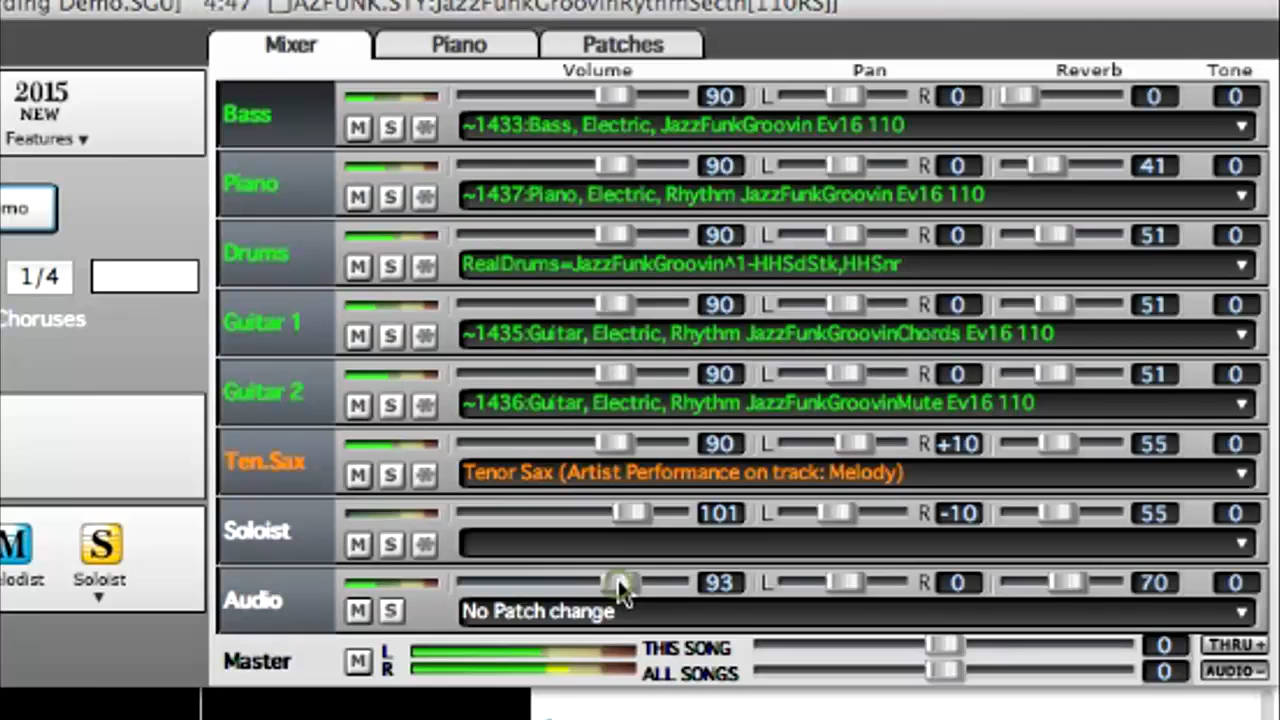 ding Demo.SGU] 4:47 [_JAZFUNK.STY:JazzFunkGroovinRythmSectn[110RS]]
Mixer Piano Patches
Volume Pan Reverb Tone
2015
NEW
Features ▾
mo
1/4
Choruses
M S
lodist Soloist
Bass 90 L R 0 0 0
M S ~1433:Bass, Electric, JazzFunkGroovin Ev16 110
Piano 90 L R 0 41 0
M S ~1437:Piano, Electric, Rhythm JazzFunkGroovin Ev16 110
Drums 90 L R 0 51 0
M S RealDrums=JazzFunkGroovin^1-HHSdStk,HHSnr
Guitar 1 90 L R 0 51 0
M S ~1435:Guitar, Electric, Rhythm JazzFunkGroovinChords Ev16 110
Guitar 2 90 L R 0 51 0
M S ~1436:Guitar, Electric, Rhythm JazzFunkGroovinMute Ev16 110
Ten.Sax 90 L R +10 55 0
M S Tenor Sax (Artist Performance on track: Melody)
Soloist 101 L R -10 55 0
M S
Audio 93 L R 0 70 0
M S No Patch change
Master M L R THIS SONG 0 THRU+
ALL SONGS 0 AUDIO-